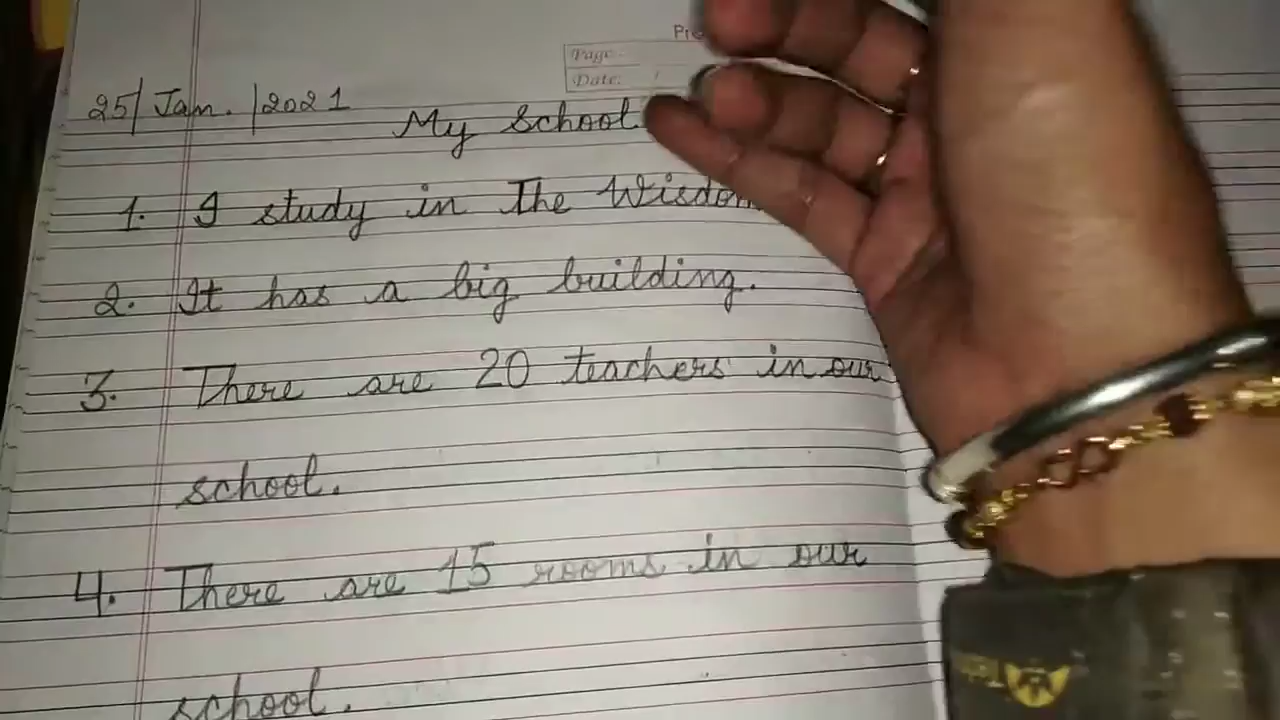 Page:
Date: /
25/Jan./2021
My School
1. I study in The Wisdom
2. It has a big building.
3. There are 20 teachers in our
school.
4. There are 15 rooms in our
school.